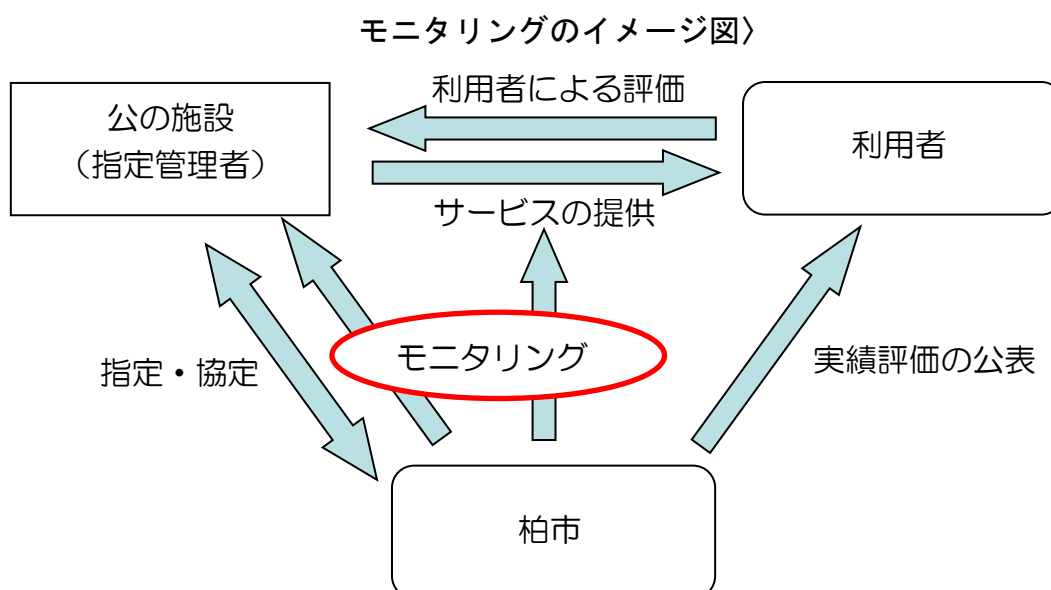 モニタリングのイメージ図〉
利用者による評価
公の施設
（指定管理者）
利用者
サービスの提供
モニタリング
指定・協定
実績評価の公表
柏市